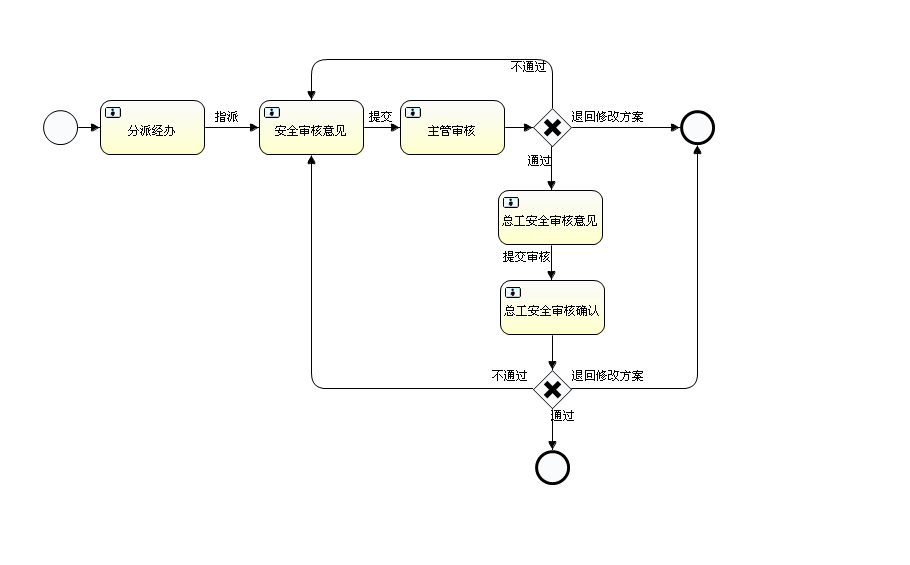 不通过
分派经办
指派
安全审核意见
提交
主管审核
退回修改方案
通过
总工安全审核意见
提交审核
总工安全审核确认
不通过
退回修改方案
通过